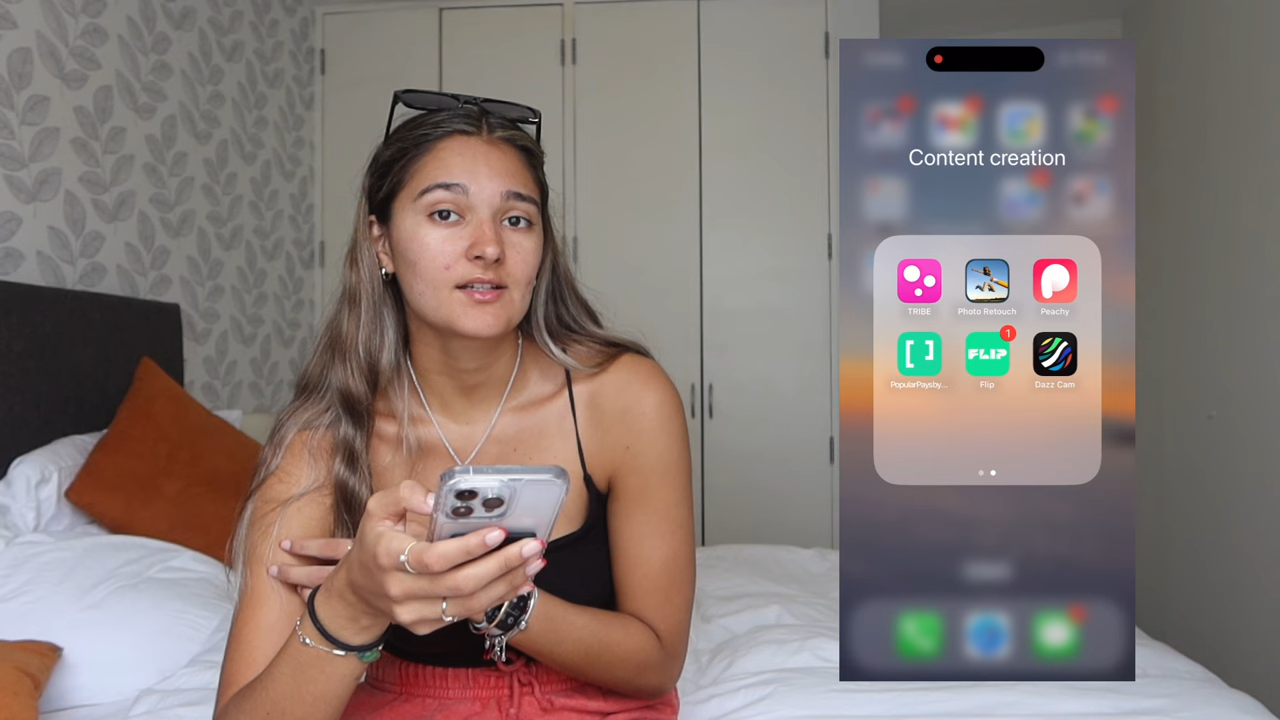 Content creation
TRIBE
Photo Retouch
Peachy
[ ]
FLIP
1
PopularPaysby...
Flip
Dazz Cam